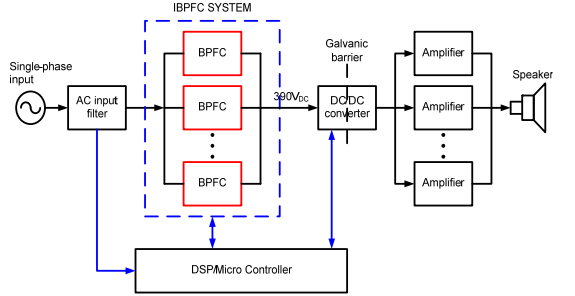 IBPFC SYSTEM
Single-phase
input
AC input
filter
BPFC
BPFC
BPFC
390VDC
Galvanic
barrier
DC/DC
converter
Amplifier
Amplifier
Amplifier
Speaker
DSP/Micro Controller